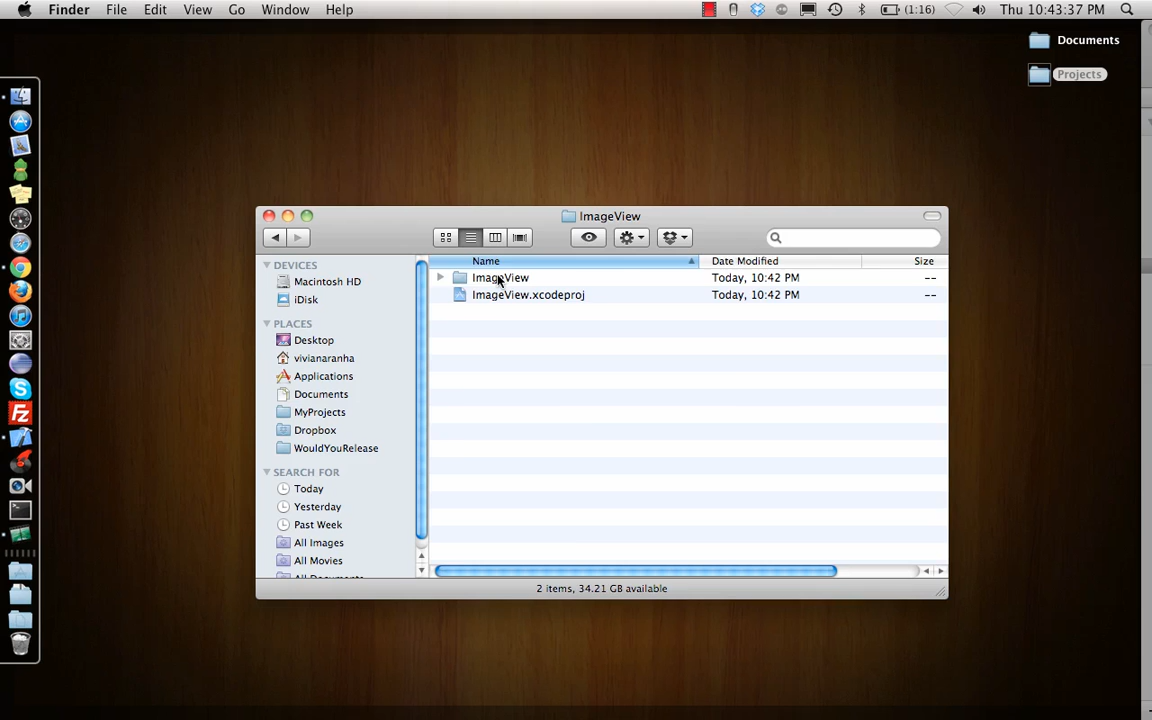 Finder File Edit View Go Window Help (1:16) Thu 10:43:37 PM
Documents
Projects
ImageView
Name Date Modified Size
ImageView Today, 10:42 PM --
ImageView.xcodeproj Today, 10:42 PM --
DEVICES
Macintosh HD
iDisk
PLACES
Desktop
vivianaranha
Applications
Documents
MyProjects
Dropbox
WouldYouRelease
SEARCH FOR
Today
Yesterday
Past Week
All Images
All Movies
All Documents
2 items, 34.21 GB available